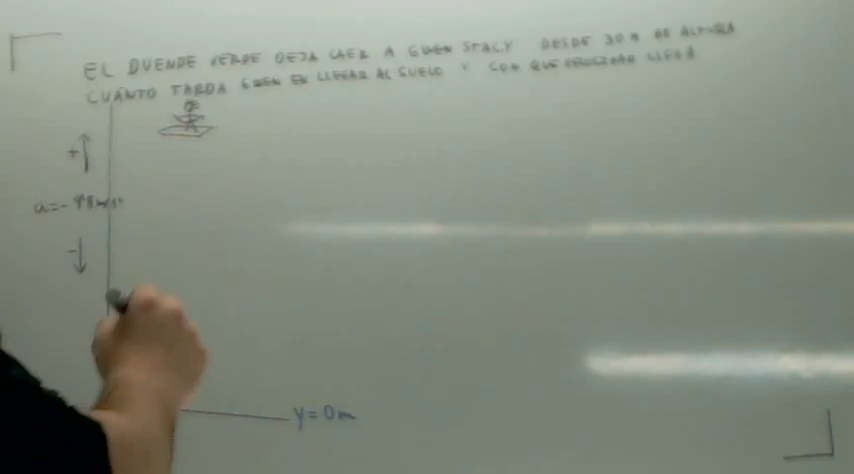 EL DUENDE VERDE DEJA CAER A GWEN STACY DESDE 30 M DE ALTURA
CUÁNTO TARDA GWEN EN LLEGAR AL SUELO Y CON QUE VELOCIDAD LLEGA
+
a=-9'8m/s²
-
Y=0m